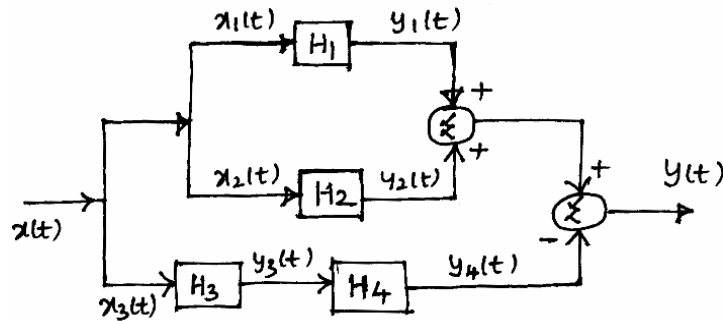 x1(t) H1 y1(t)
+
Σ
+
x2(t) H2 y2(t)
+
x(t) Σ y(t)
-
x3(t) H3 y3(t) H4 y4(t)